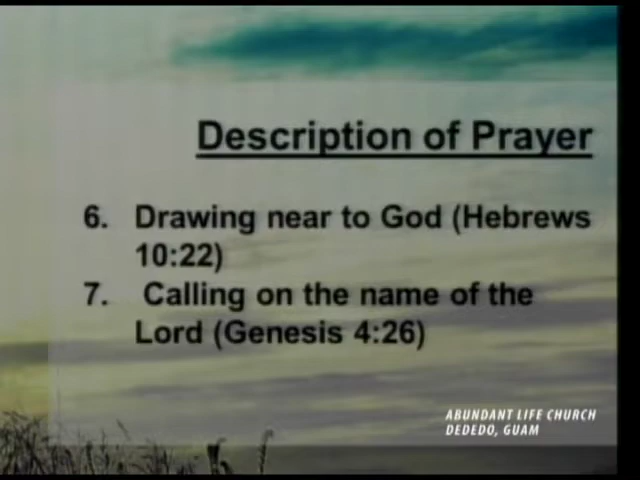 Description of Prayer
6. Drawing near to God (Hebrews
10:22)
7. Calling on the name of the
Lord (Genesis 4:26)
ABUNDANT LIFE CHURCH
DEDEDO, GUAM